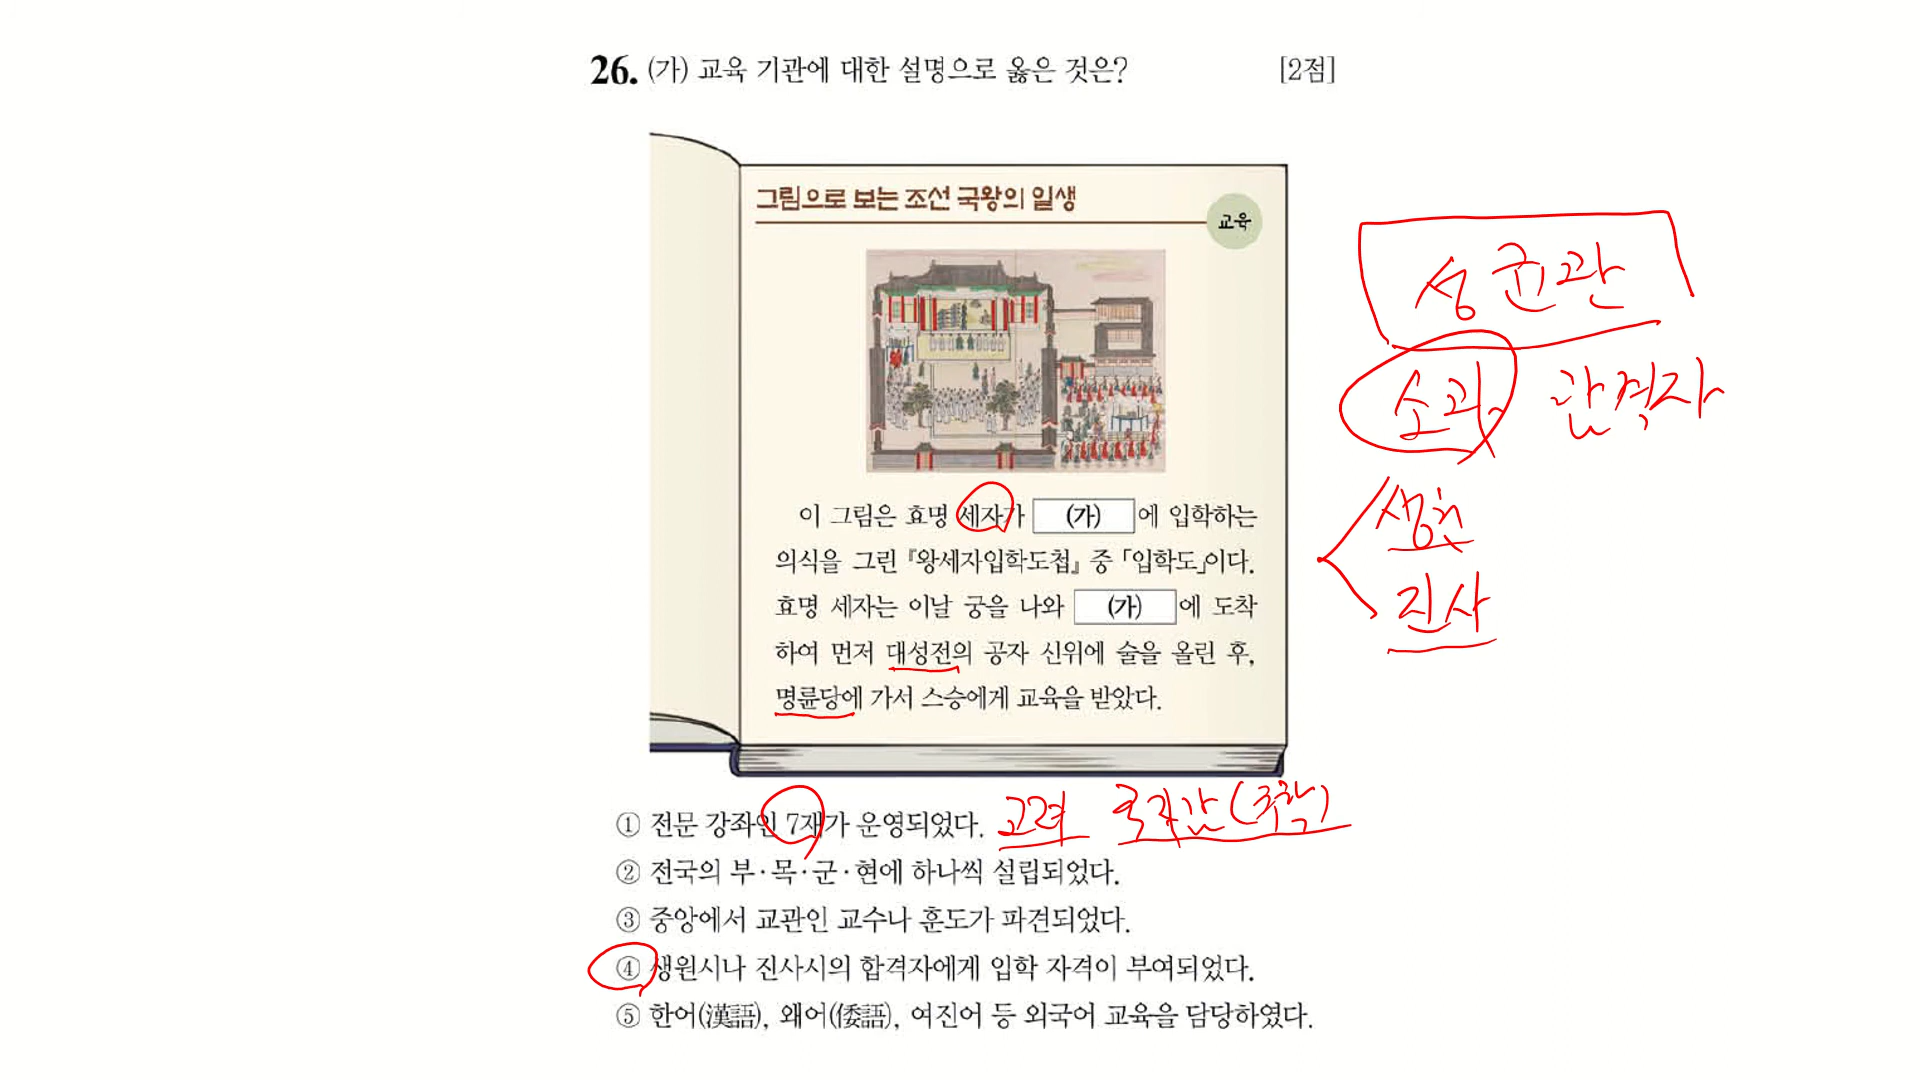 26. (가) 교육 기관에 대한 설명으로 옳은 것은? [2점]
그림으로 보는 조선 국왕의 일생
교육
이 그림은 효명 세자가 (가) 에 입학하는
의식을 그린 『왕세자입학도첩』 중 「입학도」이다.
효명 세자는 이날 궁을 나와 (가) 에 도착
하여 먼저 대성전의 공자 신위에 술을 올린 후,
명륜당에 가서 스승에게 교육을 받았다.
성균관
소과 합격자
생원
진사
① 전문 강좌인 7재가 운영되었다. 고려 국자감(국학)
② 전국의 부·목·군·현에 하나씩 설립되었다.
③ 중앙에서 교관인 교수나 훈도가 파견되었다.
④ 생원시나 진사시의 합격자에게 입학 자격이 부여되었다.
⑤ 한어(漢語), 왜어(倭語), 여진어 등 외국어 교육을 담당하였다.